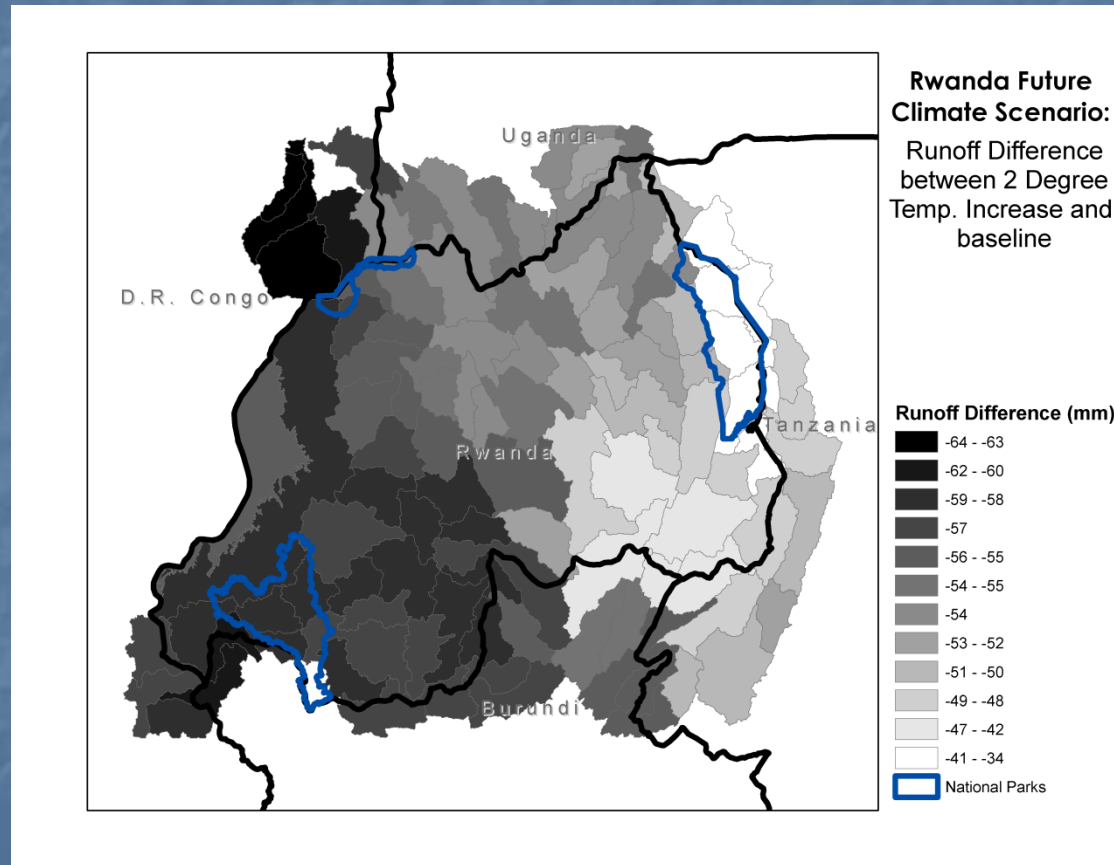 Rwanda Future
Climate Scenario:
Runoff Difference
between 2 Degree
Temp. Increase and
baseline
Uganda
D.R. Congo
Tanzania
Rwanda
Burundi
Runoff Difference (mm)
-64 - -63
-62 - -60
-59 - -58
-57
-56 - -55
-54 - -55
-54
-53 - -52
-51 - -50
-49 - -48
-47 - -42
-41 - -34
National Parks